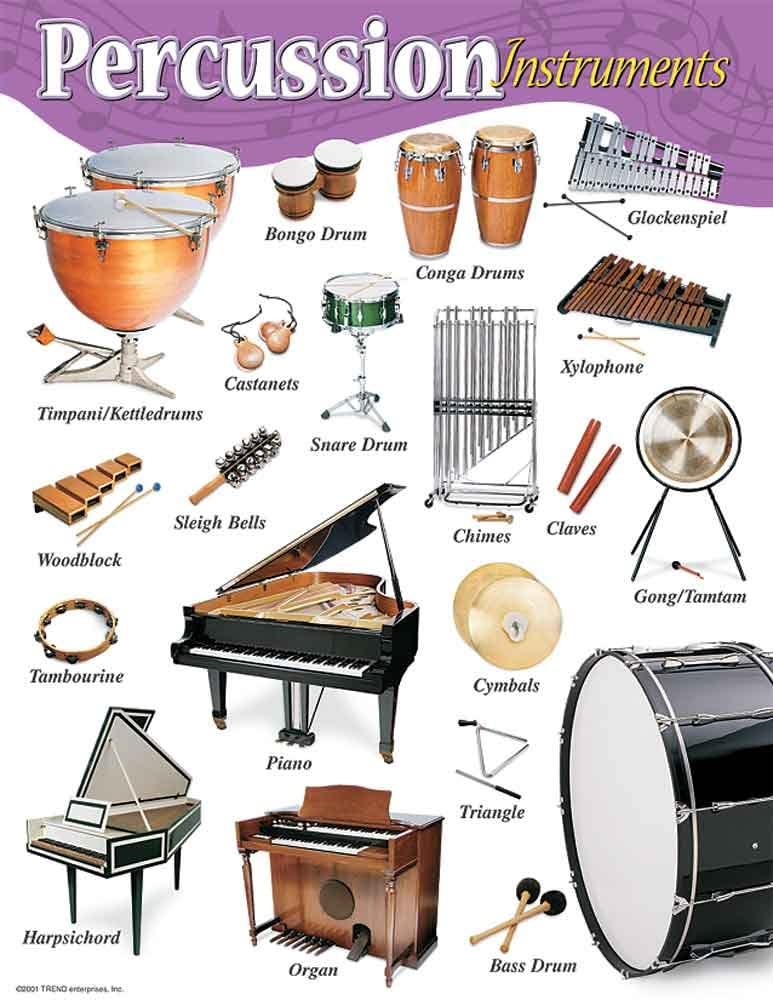 Percussion Instruments
Bongo Drum
Conga Drums
Glockenspiel
Timpani/Kettledrums
Castanets
Snare Drum
Xylophone
Woodblock
Sleigh Bells
Chimes
Claves
Gong/Tamtam
Tambourine
Piano
Cymbals
Triangle
Harpsichord
Organ
Bass Drum
©2001 TREND enterprises, Inc.